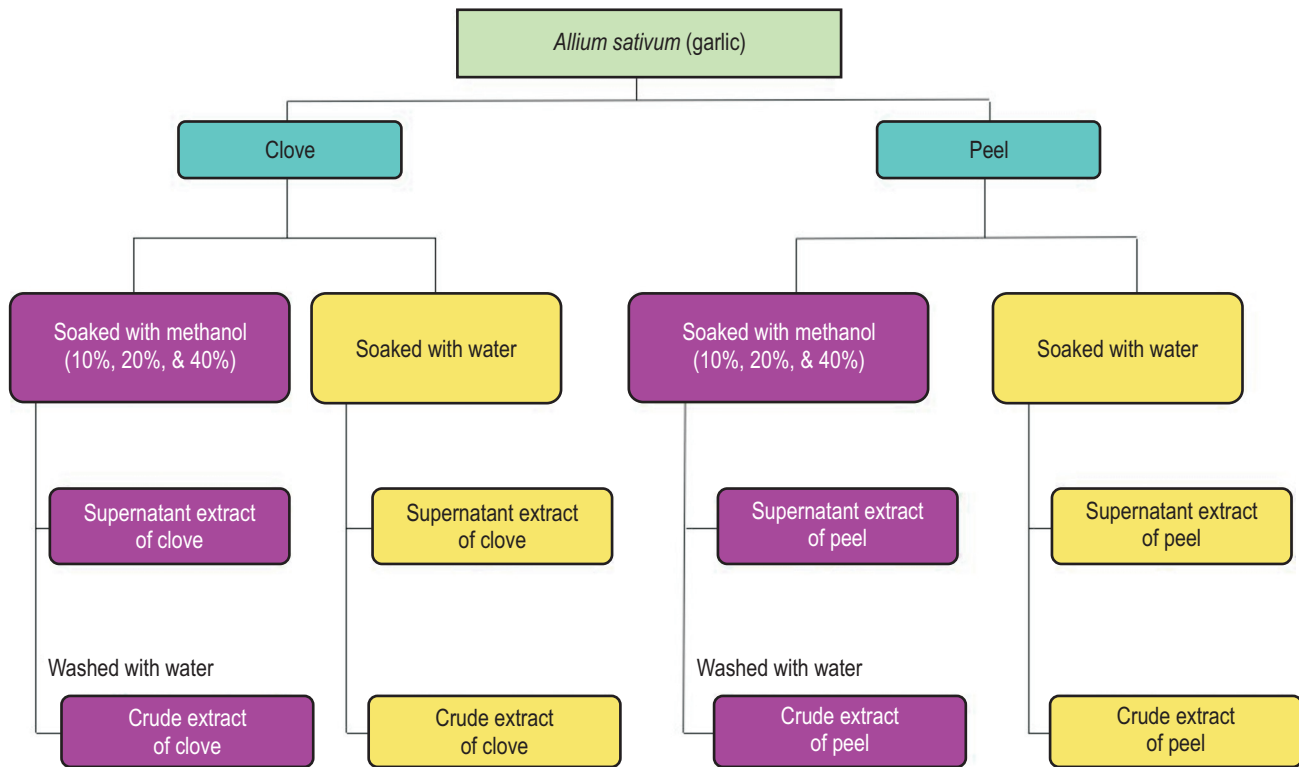 Allium sativum (garlic)
Clove
Peel
Soaked with methanol
(10%, 20%, & 40%)
Soaked with water
Soaked with methanol
(10%, 20%, & 40%)
Soaked with water
Supernatant extract
of clove
Supernatant extract
of clove
Supernatant extract
of peel
Supernatant extract
of peel
Washed with water
Washed with water
Crude extract
of clove
Crude extract
of clove
Crude extract
of peel
Crude extract
of peel